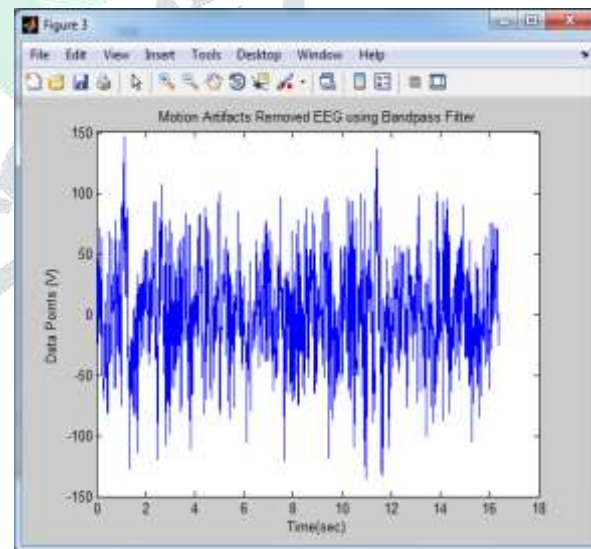 Figure 3
File Edit View Insert Tools Desktop Window Help
Motion Artifacts Removed EEG using Bandpass Filter
150
100
50
0
-50
-100
-150
Data Points (V)
0 2 4 6 8 10 12 14 16 18
Time(sec)